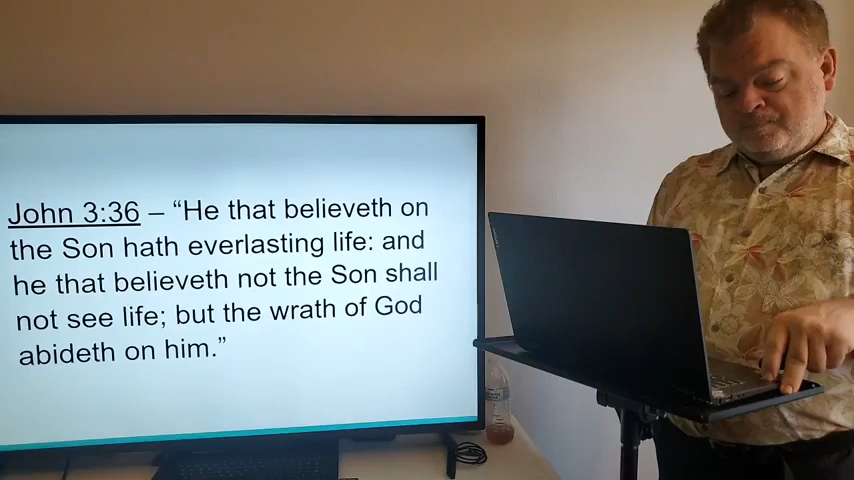 John 3:36 – “He that believeth on
the Son hath everlasting life: and
he that believeth not the Son shall
not see life; but the wrath of God
abideth on him.”